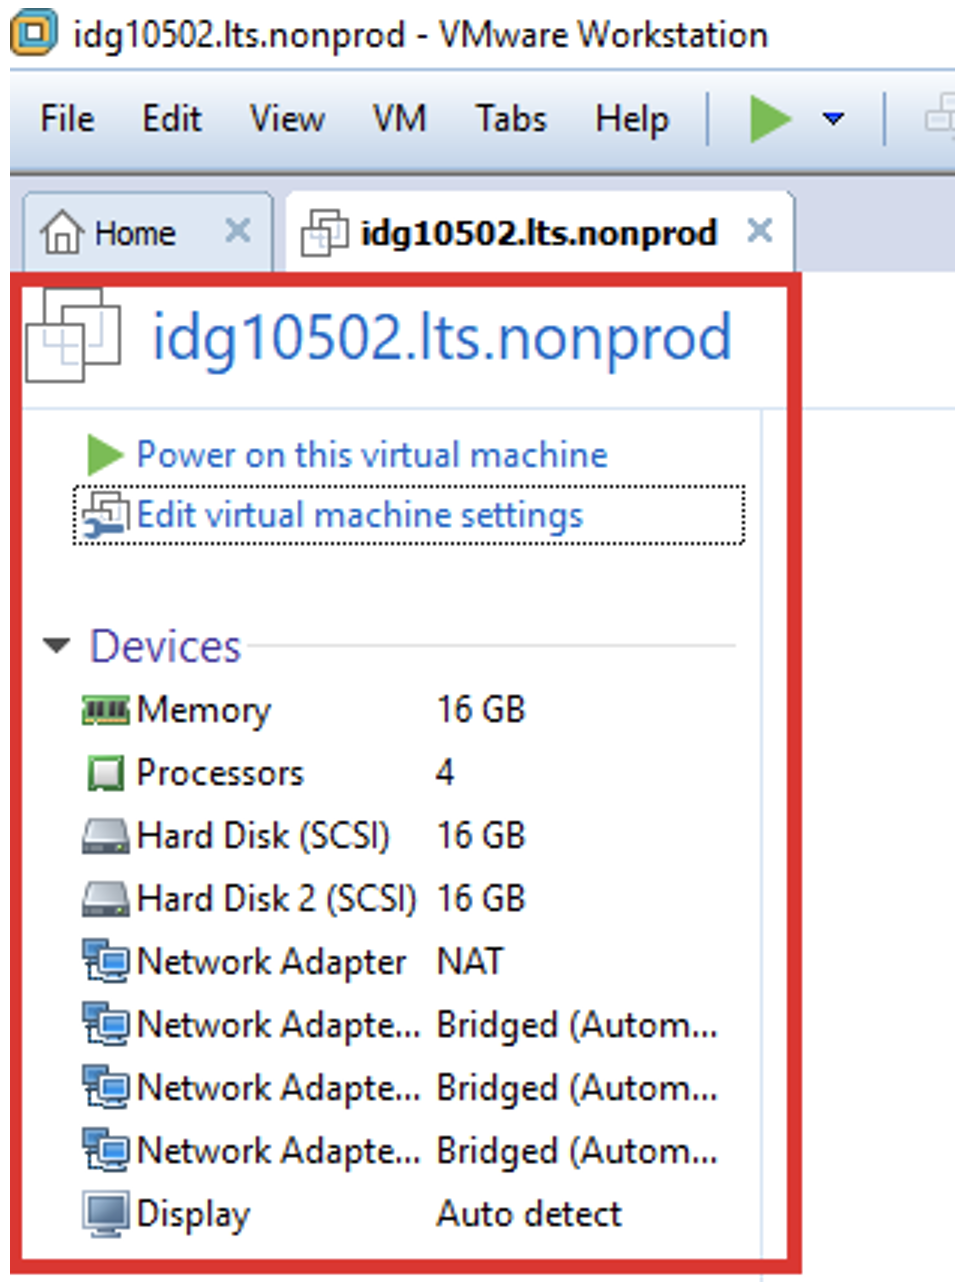 idg10502.lts.nonprod - VMware Workstation
File Edit View VM Tabs Help
Home idg10502.lts.nonprod
idg10502.lts.nonprod
Power on this virtual machine
Edit virtual machine settings
Devices
Memory 16 GB
Processors 4
Hard Disk (SCSI) 16 GB
Hard Disk 2 (SCSI) 16 GB
Network Adapter NAT
Network Adapte... Bridged (Autom...
Network Adapte... Bridged (Autom...
Network Adapte... Bridged (Autom...
Display Auto detect